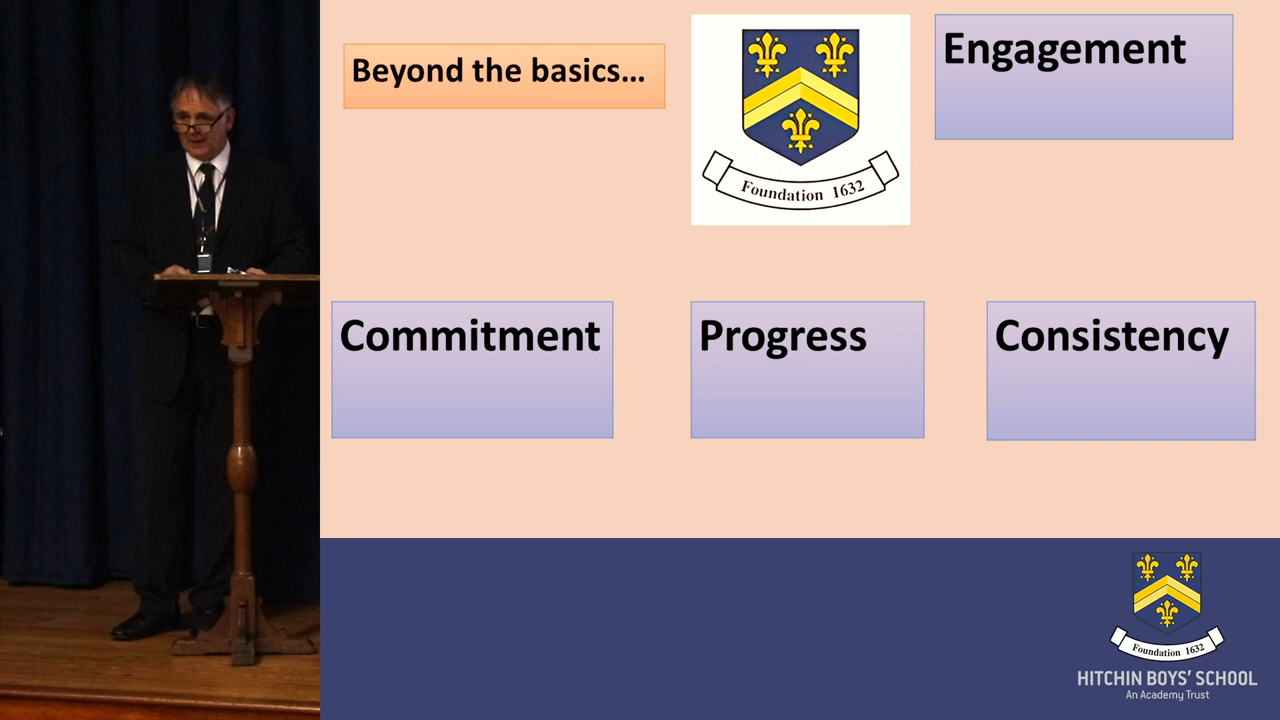 Beyond the basics...
Foundation 1632
Engagement
Commitment
Progress
Consistency
Foundation 1632
HITCHIN BOYS' SCHOOL
An Academy Trust